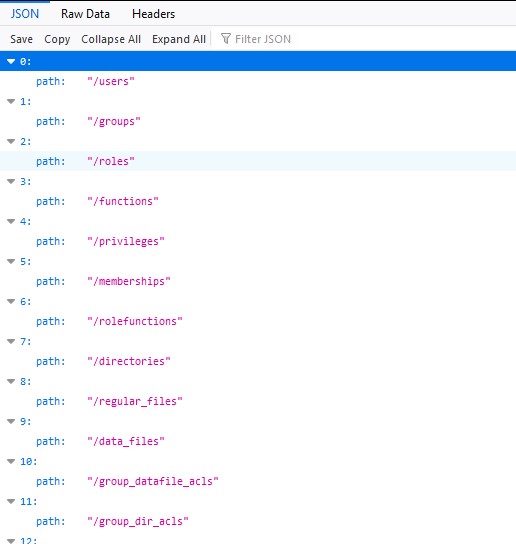 JSON Raw Data Headers
Save Copy Collapse All Expand All Filter JSON
0:
path: "/users"
1:
path: "/groups"
2:
path: "/roles"
3:
path: "/functions"
4:
path: "/privileges"
5:
path: "/memberships"
6:
path: "/rolefunctions"
7:
path: "/directories"
8:
path: "/regular_files"
9:
path: "/data_files"
10:
path: "/group_datafile_acls"
11:
path: "/group_dir_acls"
12: